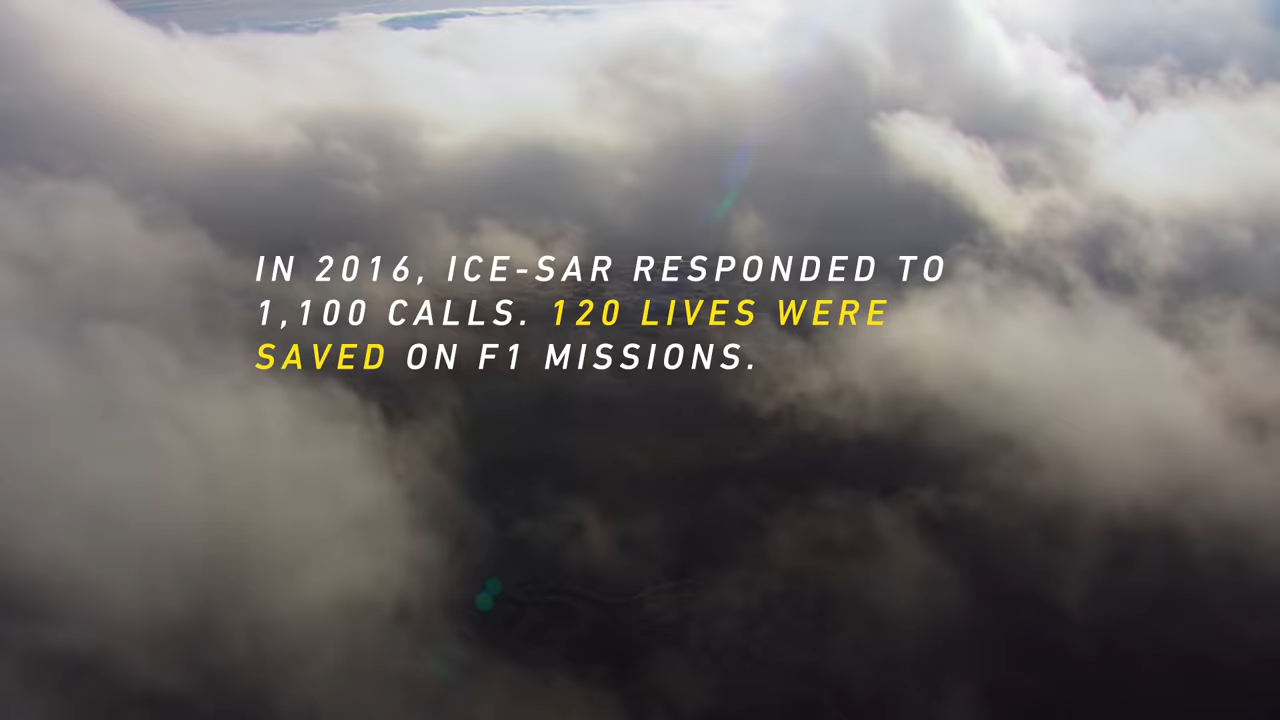 IN 2016, ICE-SAR RESPONDED TO
1,100 CALLS. 120 LIVES WERE
SAVED ON F1 MISSIONS.